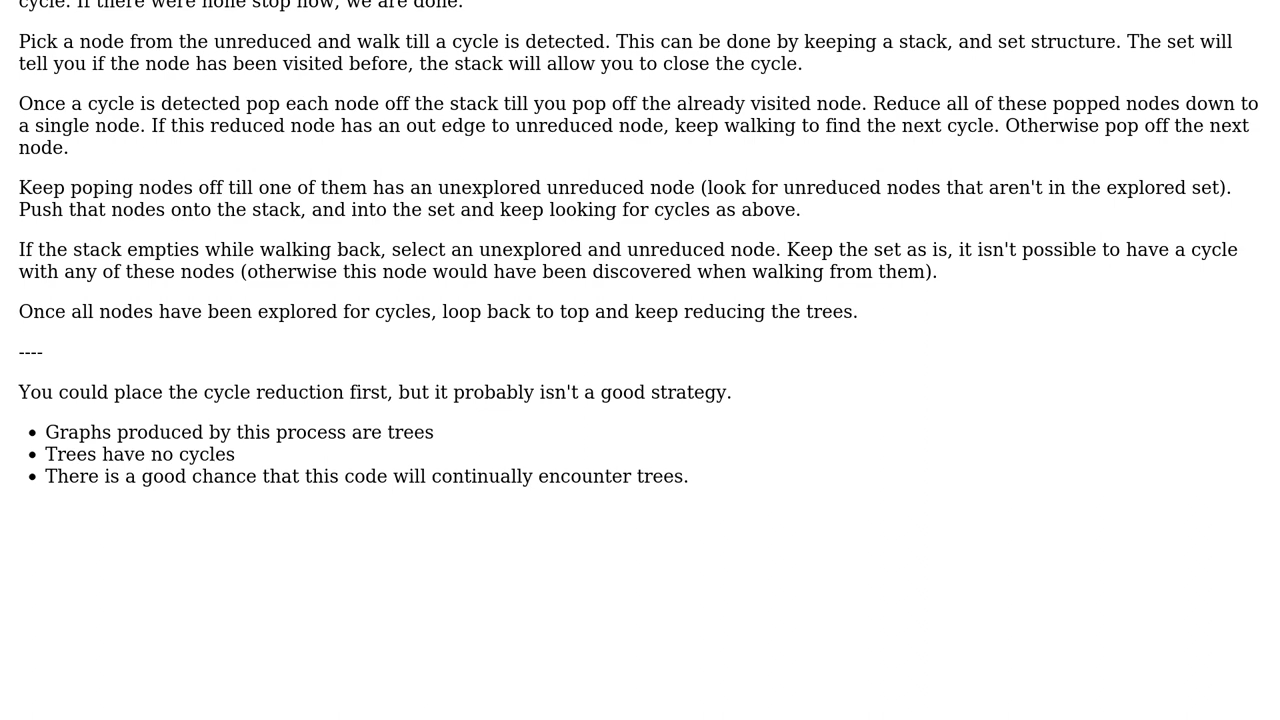 cycle. If there were none stop now, we are done.
Pick a node from the unreduced and walk till a cycle is detected. This can be done by keeping a stack, and set structure. The set will
tell you if the node has been visited before, the stack will allow you to close the cycle.
Once a cycle is detected pop each node off the stack till you pop off the already visited node. Reduce all of these popped nodes down to
a single node. If this reduced node has an out edge to unreduced node, keep walking to find the next cycle. Otherwise pop off the next
node.
Keep poping nodes off till one of them has an unexplored unreduced node (look for unreduced nodes that aren't in the explored set).
Push that nodes onto the stack, and into the set and keep looking for cycles as above.
If the stack empties while walking back, select an unexplored and unreduced node. Keep the set as is, it isn't possible to have a cycle
with any of these nodes (otherwise this node would have been discovered when walking from them).
Once all nodes have been explored for cycles, loop back to top and keep reducing the trees.
----
You could place the cycle reduction first, but it probably isn't a good strategy.
• Graphs produced by this process are trees
• Trees have no cycles
• There is a good chance that this code will continually encounter trees.